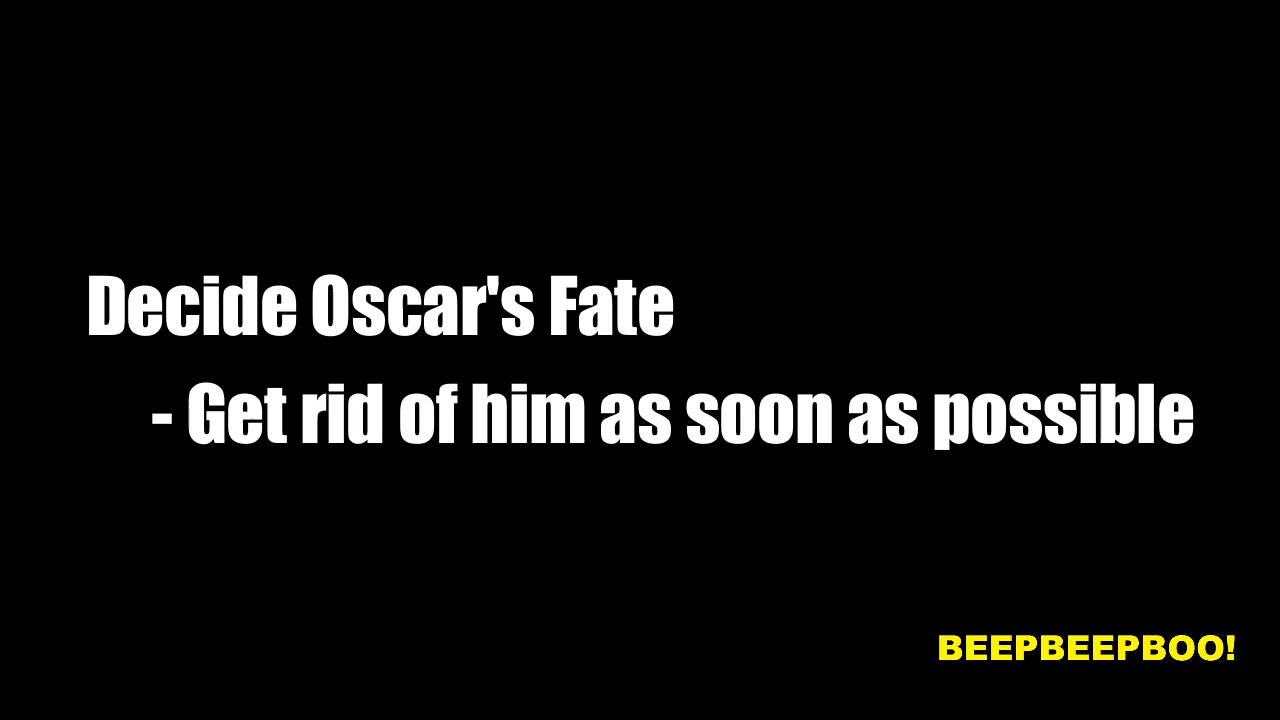 Decide Oscar's Fate
- Get rid of him as soon as possible
BEEPBEEPBOO!